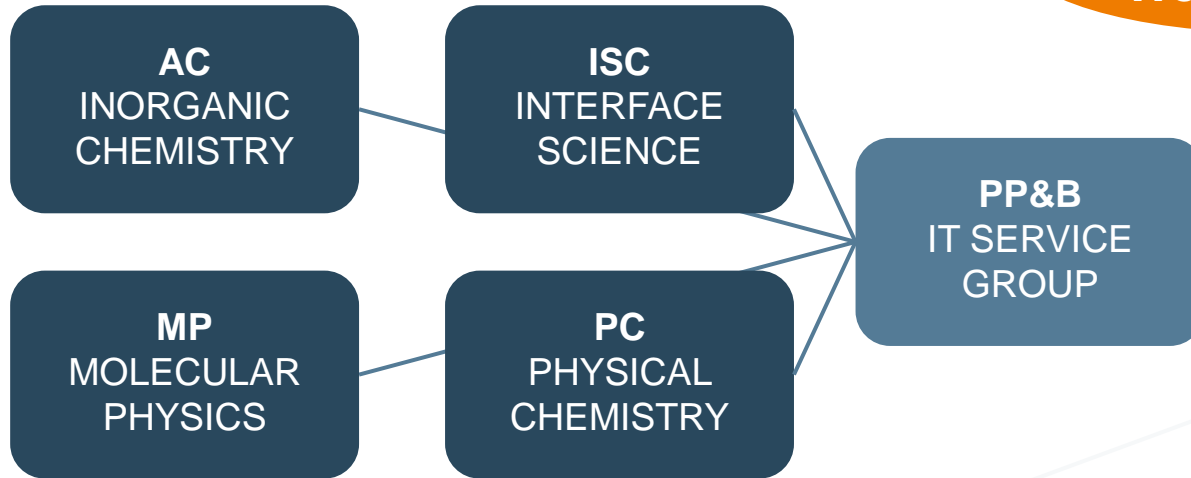 AC
INORGANIC
CHEMISTRY
ISC
INTERFACE
SCIENCE
PP&B
IT SERVICE
GROUP
MP
MOLECULAR
PHYSICS
PC
PHYSICAL
CHEMISTRY